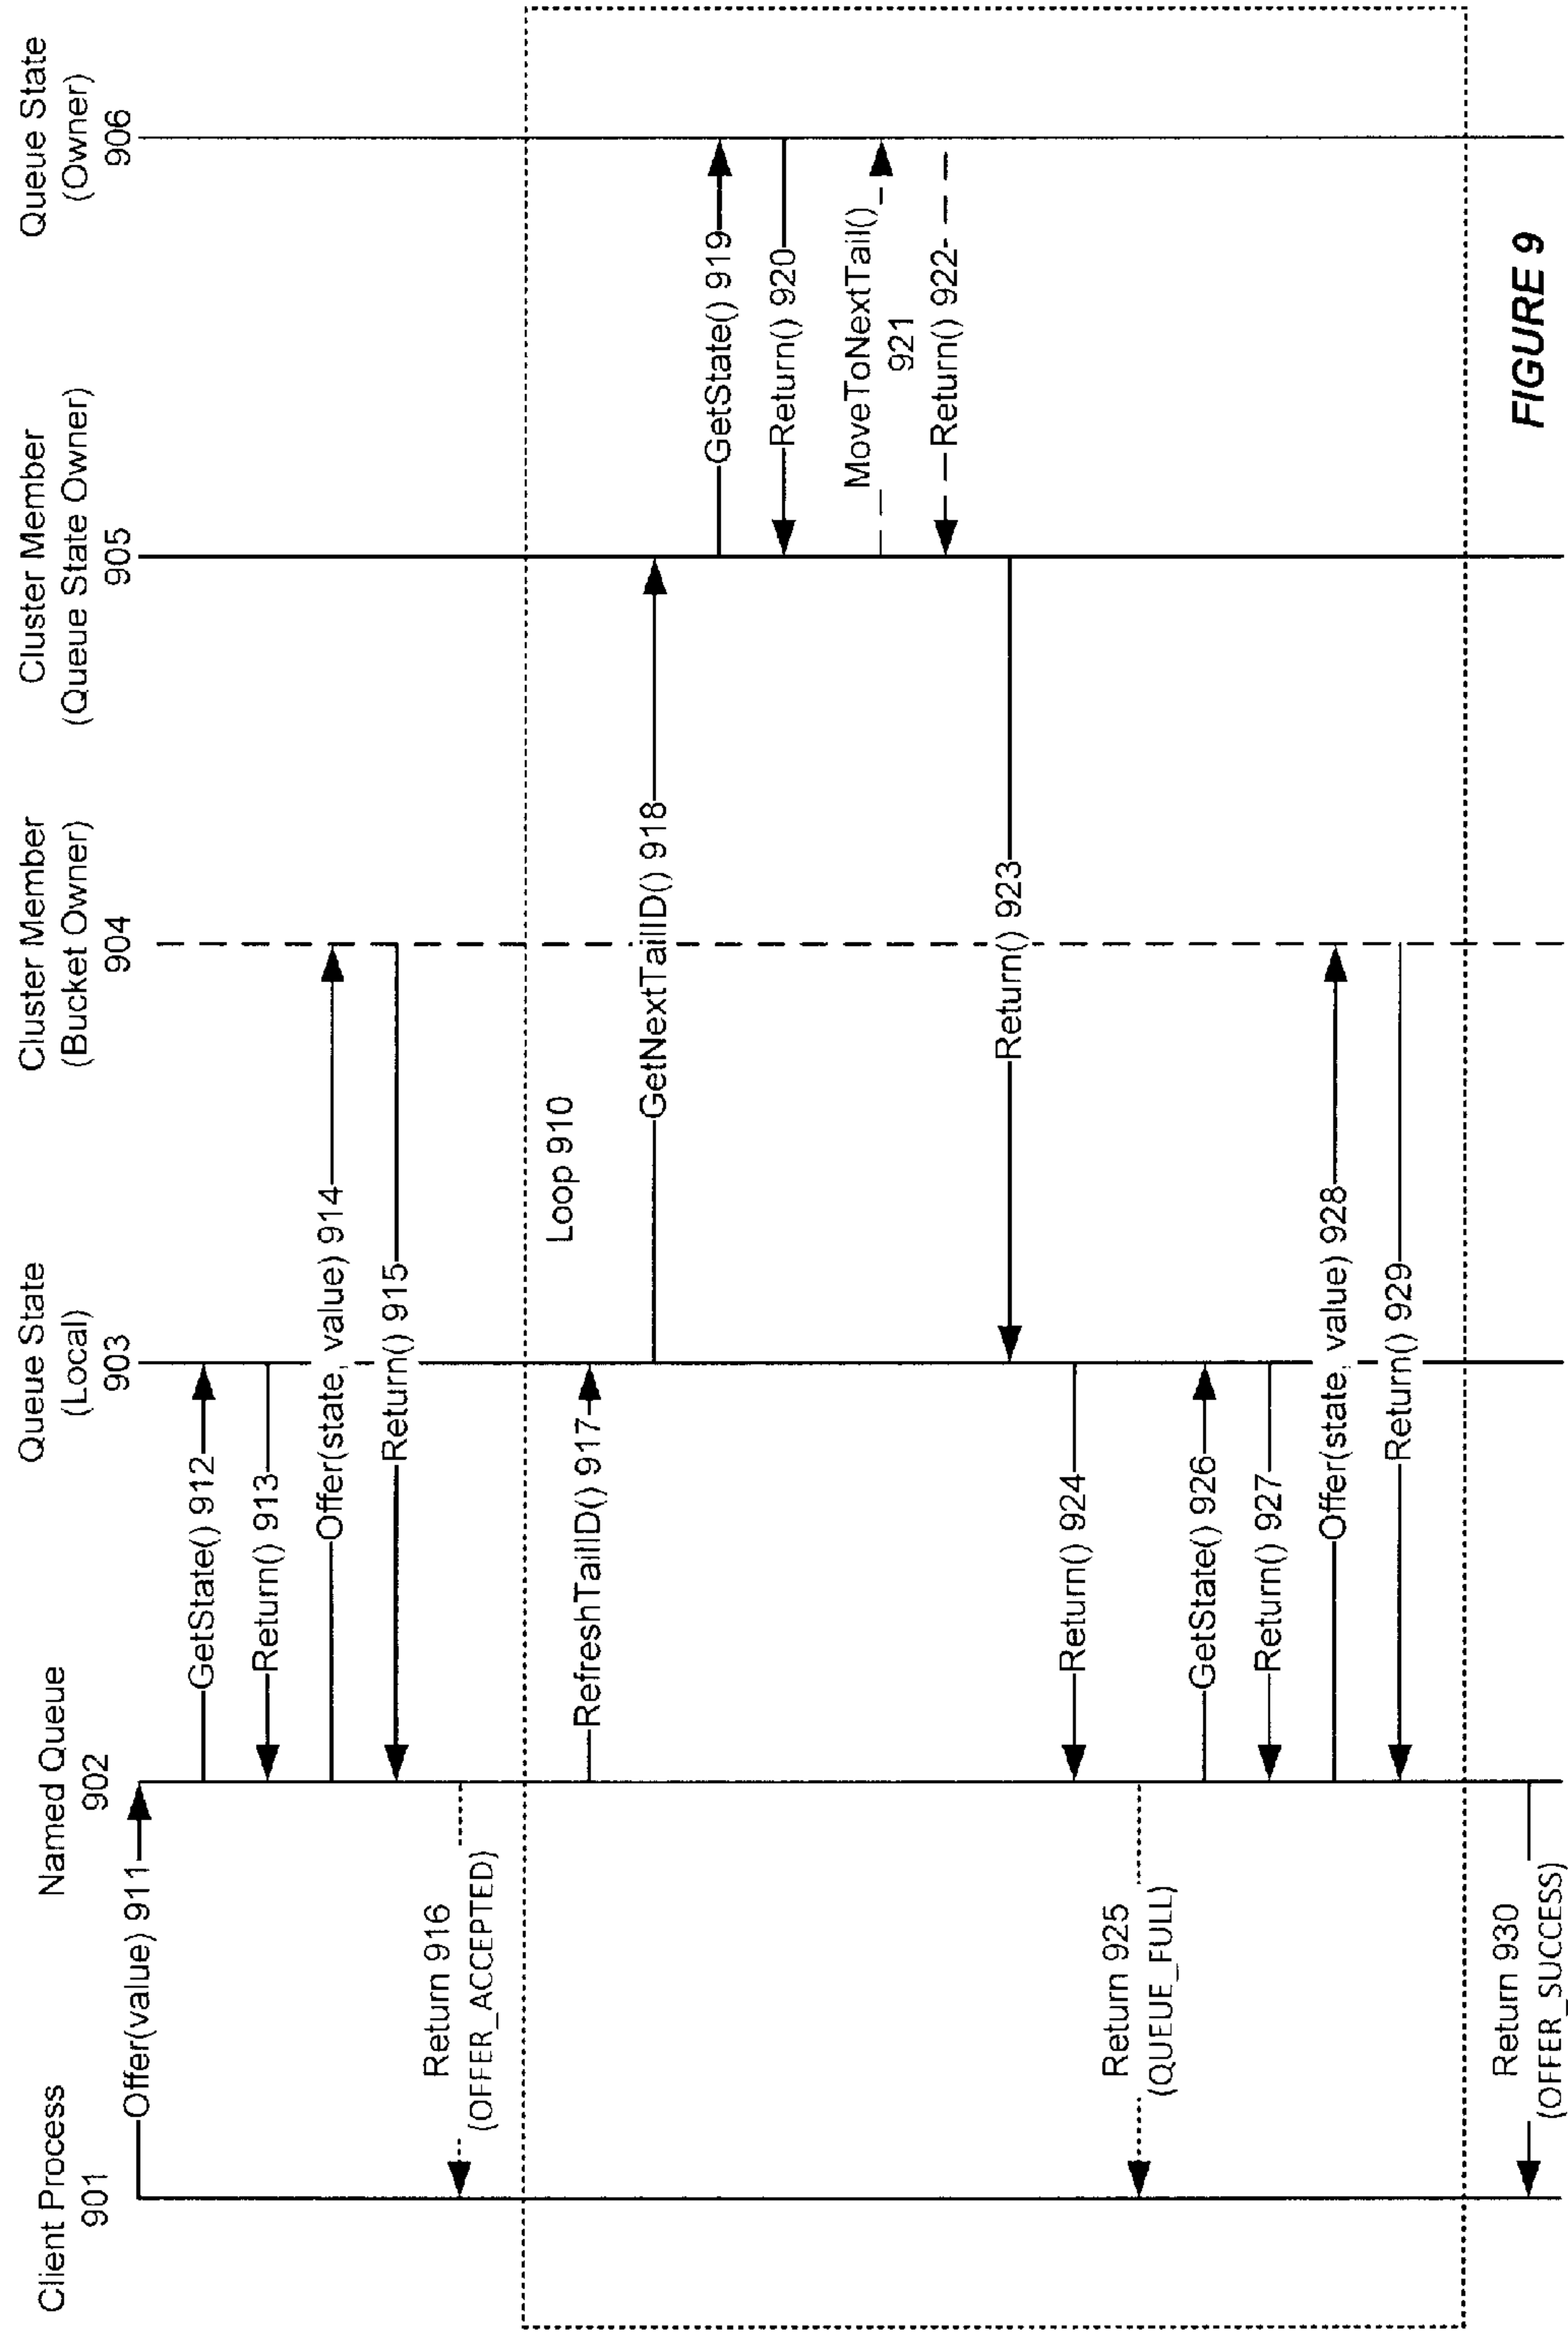 Client Process
901
Named Queue
902
Queue State
(Local)
903
Cluster Member
(Bucket Owner)
904
Cluster Member
(Queue State Owner)
905
Queue State
(Owner)
906
Offer(value) 911
GetState() 912
Return() 913
Offer(state, value) 914
Return() 915
Return 916
(OFFER_ACCEPTED)
Loop 910
RefreshTailID() 917
GetNextTailID() 918
GetState() 919
Return() 920
MoveToNextTail()
921
Return() 922
Return() 923
Return() 924
Return 925
(QUEUE_FULL)
GetState() 926
Return() 927
Offer(state, value) 928
Return() 929
Return 930
(OFFER_SUCCESS)
FIGURE 9